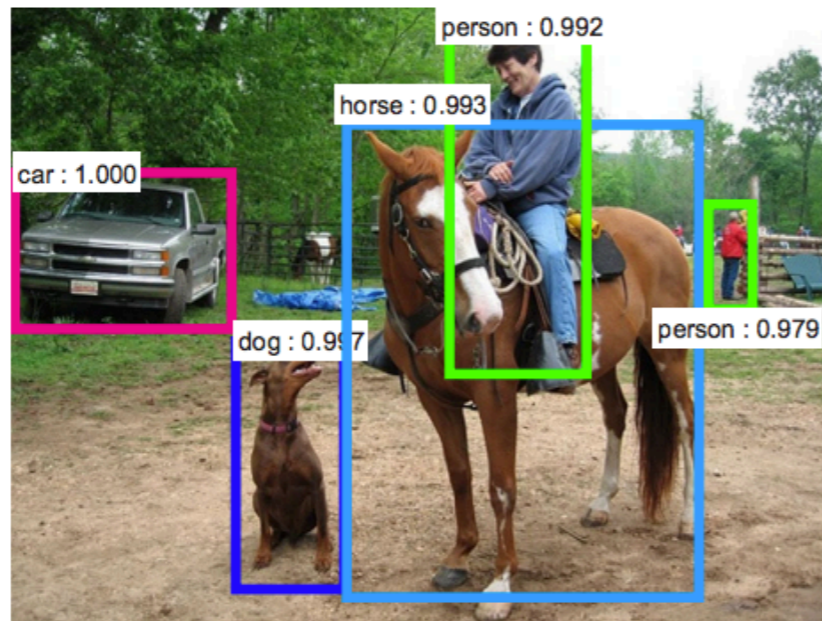 person : 0.992
horse : 0.993
car : 1.000
person : 0.979
dog : 0.997